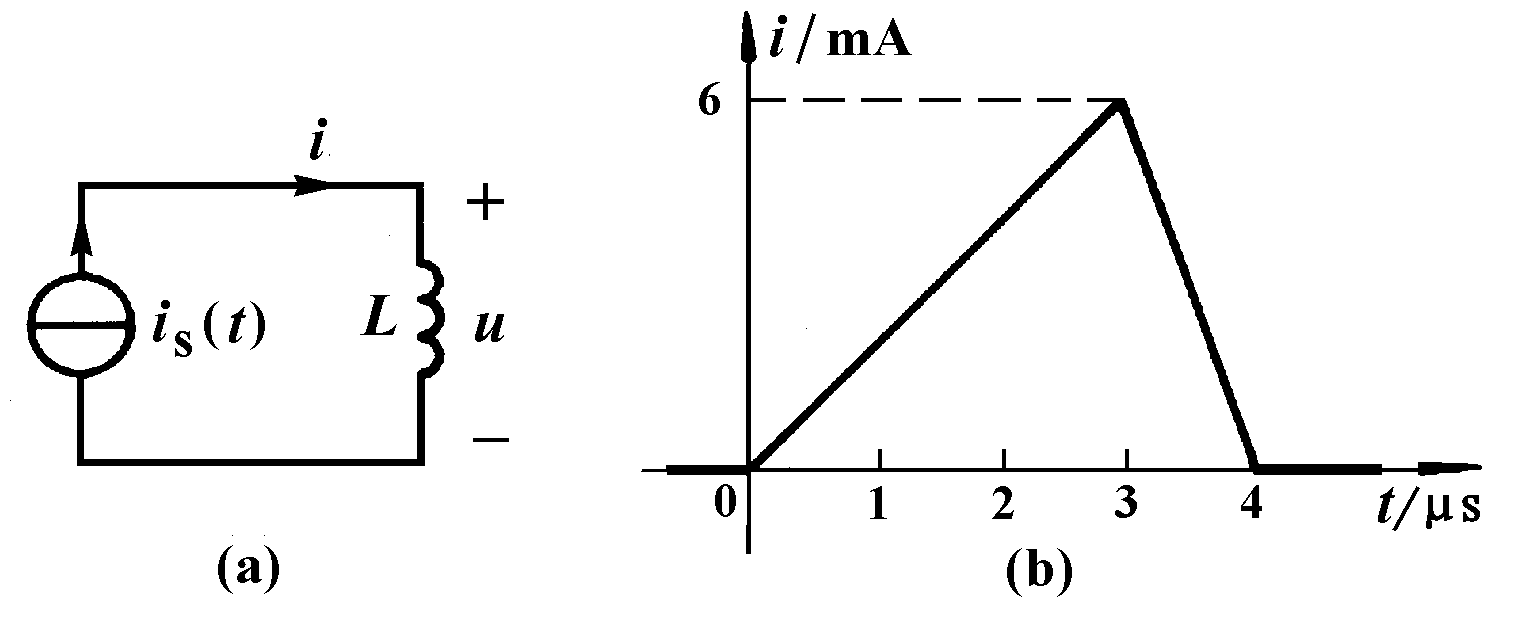 i
+
i_s(t)
L
u
−
(a)
i/mA
6
0
1
2
3
4
t/μs
(b)